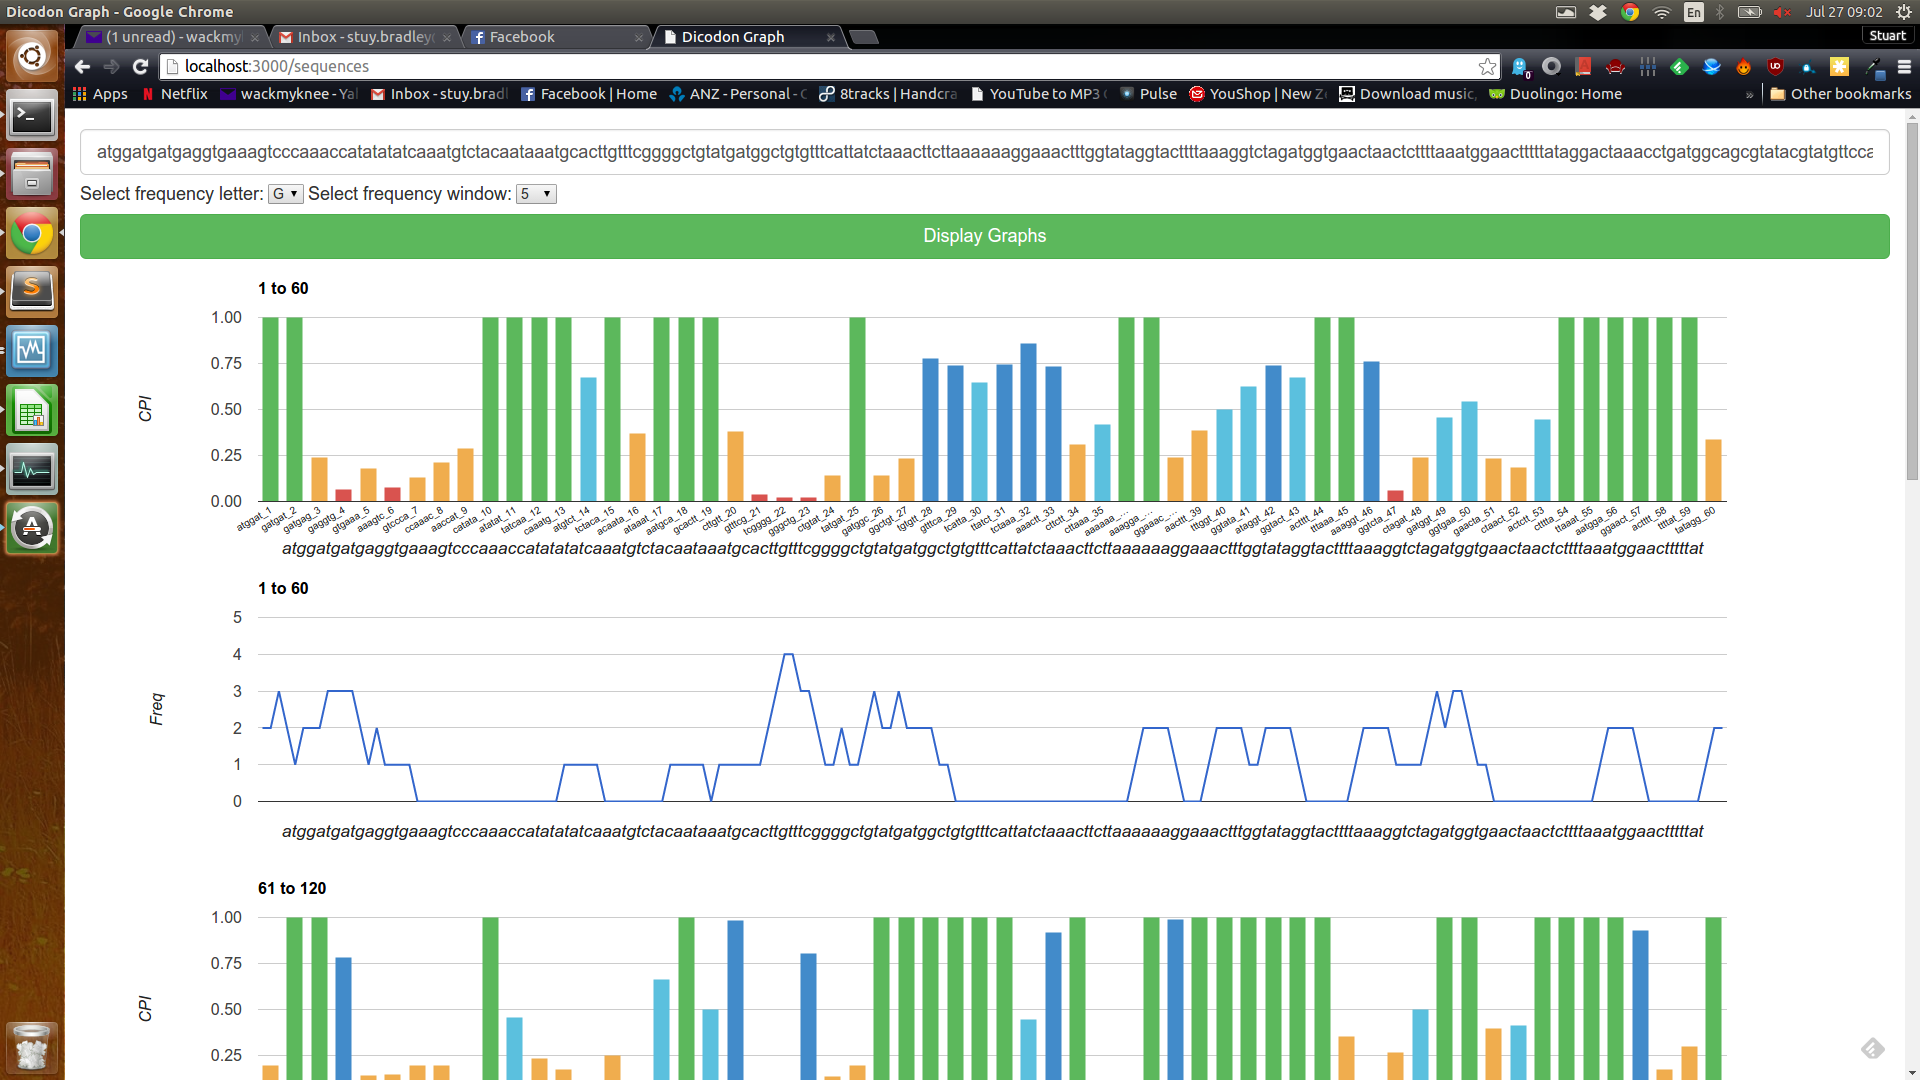 Dicodon Graph - Google Chrome
En
Jul 27 09:02
(1 unread) - wackmy
Inbox - stuy.bradley
Facebook
Dicodon Graph
Stuart
localhost:3000/sequences
0
Apps
Netflix
wackmyknee - Ya
Inbox - stuy.brad
Facebook | Home
ANZ - Personal -
8tracks | Handcra
YouTube to MP3
Pulse
YouShop | New Z
Download music,
Duolingo: Home
»
Other bookmarks
Select frequency letter: G Select frequency window: 5
Display Graphs
1 to 60
1.00
0.75
0.50
0.25
0.00
CPI
atggat_1 gatgat_2 gatgag_3 gaggtg_4 gtgaaa_5 aaagtc_6 gtccca_7 ccaaac_8 aaccat_9 catata_10 atatat_11 tatcaa_12 caaatg_13 atgtct_14 tctaca_15 acaata_16 ataaat_17 aatgca_18 gcactt_19 cttgtt_20 gtttcg_21 tcgggg_22 gggctg_23 ctgtat_24 tatgat_25 gatggc_26 ggctgt_27 tgtgtt_28 gtttca_29 tcatta_30 ttatct_31 tctaaa_32 aaactt_33 cttctt_34 cttaaa_35 aaaaaa_... aaagga_... ggaaac_... aacttt_39 tttggt_40 ggtata_41 ataggt_42 ggtact_43 actttt_44 tttaaa_45 aaaggt_46 ggtcta_47 ctagat_48 gatggt_49 ggtgaa_50 gaacta_51 ctaact_52 actctt_53 ctttta_54 ttaaat_55 aatgga_56 ggaact_57 actttt_58 ttttat_59 tatagg_60
1 to 60
5
4
3
2
1
0
Freq
61 to 120
1.00
0.75
0.50
0.25
CPI